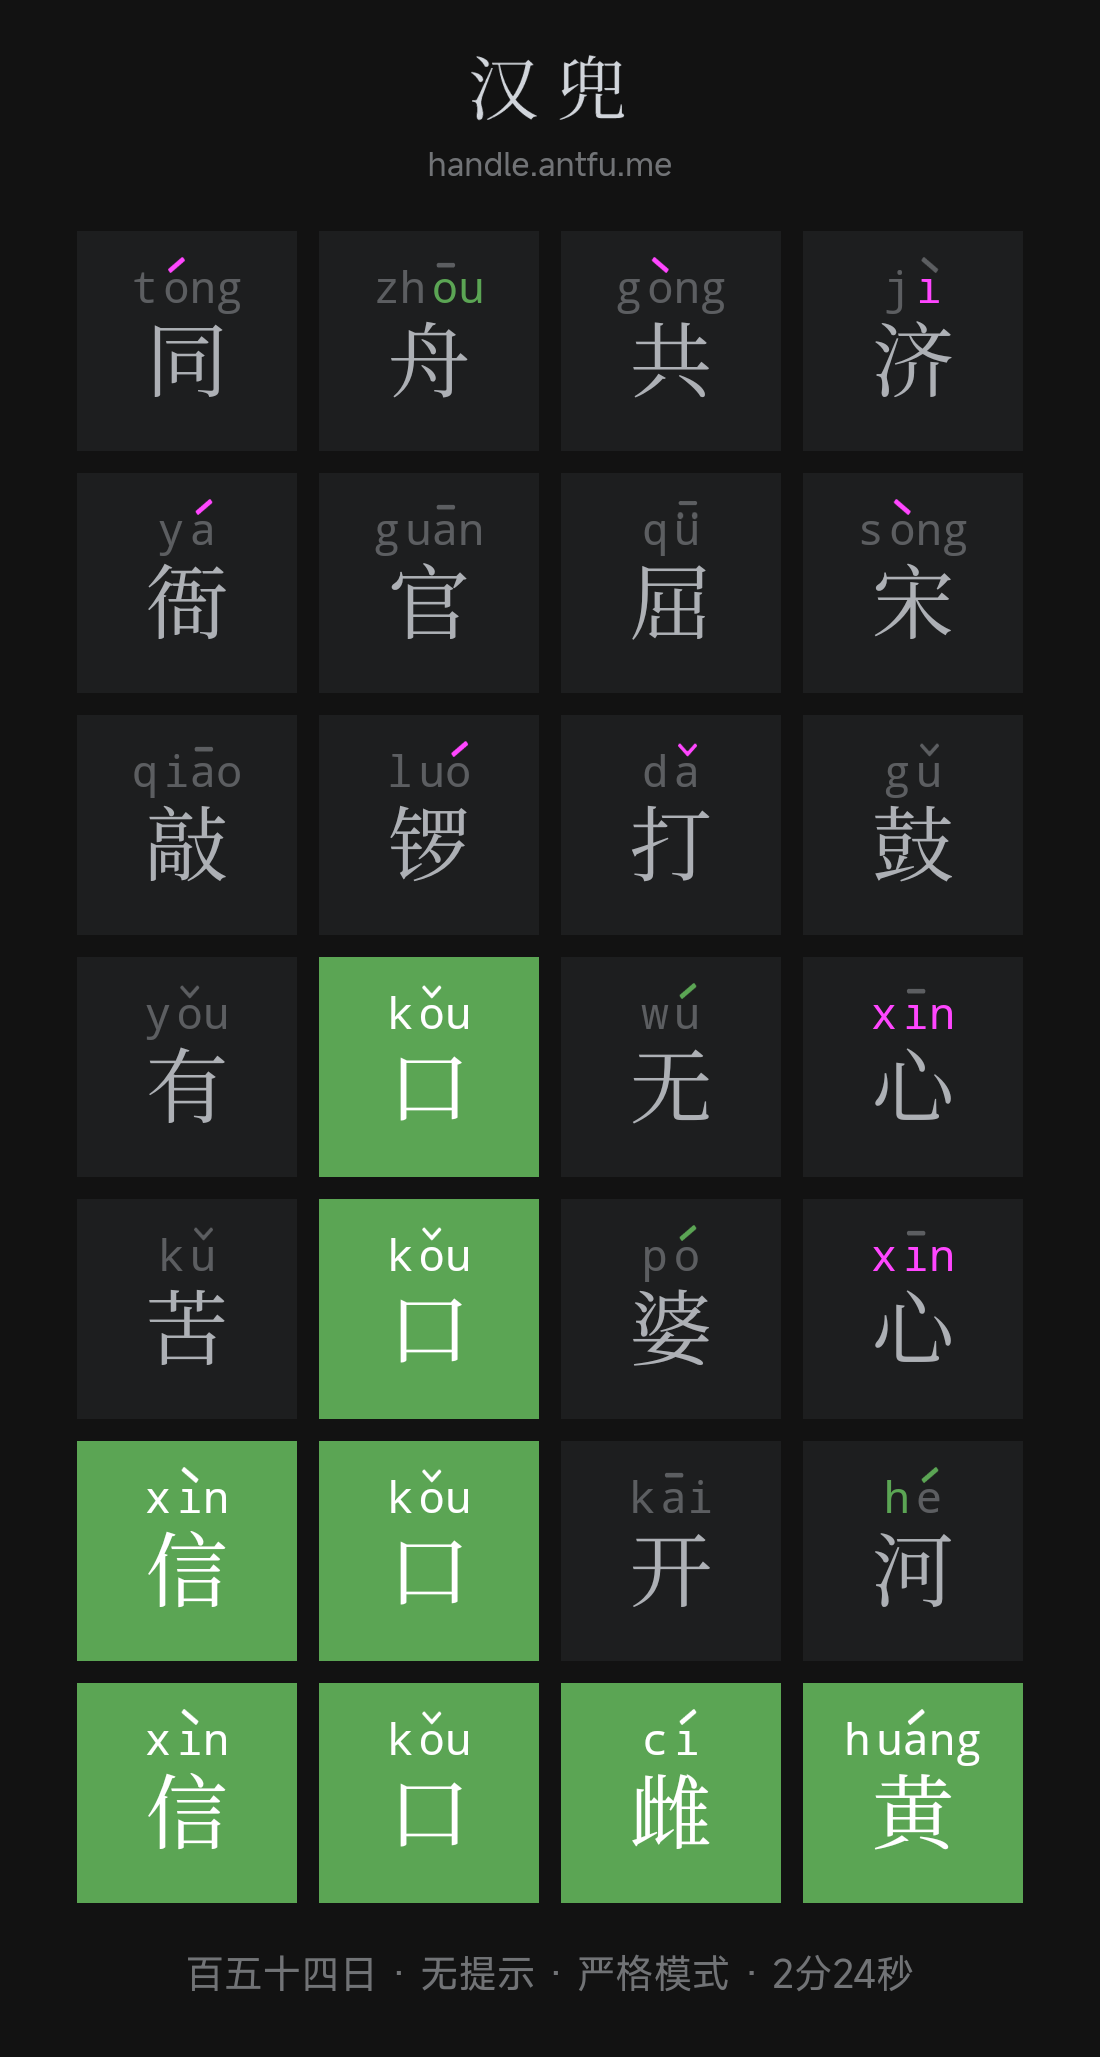 汉兜
handle.antfu.me
tóng zhōu gòng jì
同 舟 共 济
yá guān qǖ sòng
衙 官 屈 宋
qiāo luó dǎ gǔ
敲 锣 打 鼓
yǒu kǒu wú xīn
有 口 无 心
kǔ kǒu pó xīn
苦 口 婆 心
xìn kǒu kāi hé
信 口 开 河
xìn kǒu cí huáng
信 口 雌 黄
百五十四日 · 无提示 · 严格模式 · 2分24秒